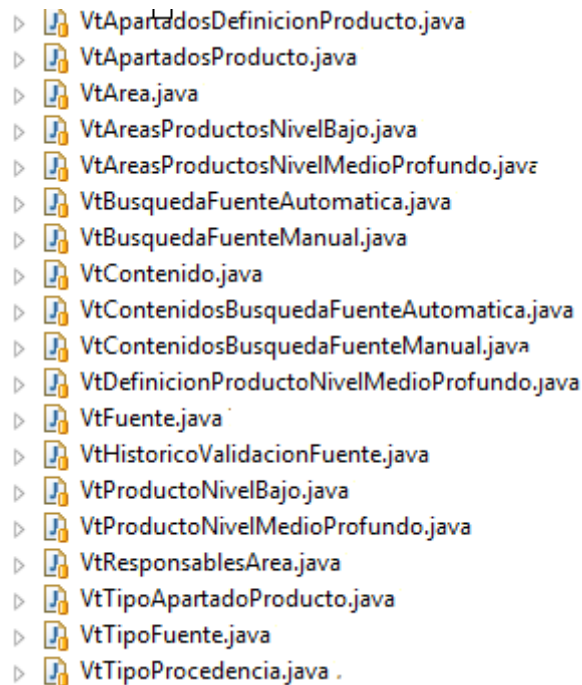 VtApartadosDefinicionProducto.java
VtApartadosProducto.java
VtArea.java
VtAreasProductosNivelBajo.java
VtAreasProductosNivelMedioProfundo.java
VtBusquedaFuenteAutomatica.java
VtBusquedaFuenteManual.java
VtContenido.java
VtContenidosBusquedaFuenteAutomatica.java
VtContenidosBusquedaFuenteManual.java
VtDefinicionProductoNivelMedioProfundo.java
VtFuente.java
VtHistoricoValidacionFuente.java
VtProductoNivelBajo.java
VtProductoNivelMedioProfundo.java
VtResponsablesArea.java
VtTipoApartadoProducto.java
VtTipoFuente.java
VtTipoProcedencia.java